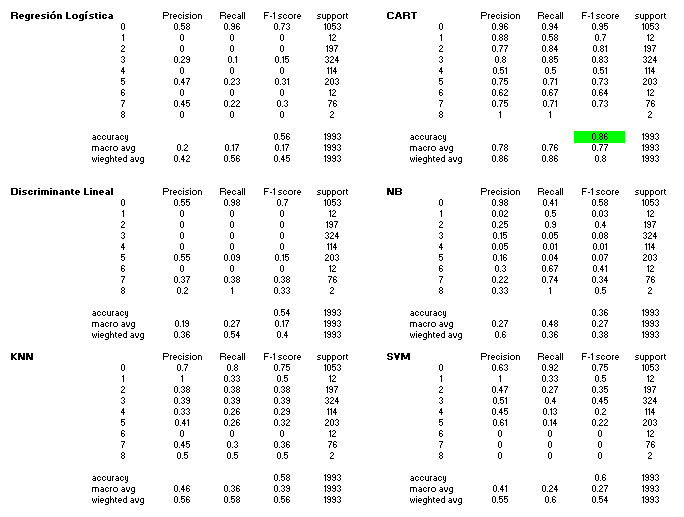 Regresión Logística Precision Recall F-1 score support
0 0.58 0.96 0.73 1053
1 0 0 0 12
2 0 0 0 197
3 0.29 0.1 0.15 324
4 0 0 0 114
5 0.47 0.23 0.31 203
6 0 0 0 12
7 0.45 0.22 0.3 76
8 0 0 0 2
accuracy 0.56 1993
macro avg 0.2 0.17 0.17 1993
wieghted avg 0.42 0.56 0.45 1993
CART Precision Recall F-1 score support
0 0.96 0.94 0.95 1053
1 0.88 0.58 0.7 12
2 0.77 0.84 0.81 197
3 0.8 0.85 0.83 324
4 0.51 0.5 0.51 114
5 0.75 0.71 0.73 203
6 0.62 0.67 0.64 12
7 0.75 0.71 0.73 76
8 1 1 1 2
accuracy 0.86 1993
macro avg 0.78 0.76 0.77 1993
wieghted avg 0.86 0.86 0.8 1993
Discriminante Lineal Precision Recall F-1 score support
0 0.55 0.98 0.7 1053
1 0 0 0 12
2 0 0 0 197
3 0 0 0 324
4 0 0 0 114
5 0.55 0.09 0.15 203
6 0 0 0 12
7 0.37 0.38 0.38 76
8 0.2 1 0.33 2
accuracy 0.54 1993
macro avg 0.19 0.27 0.17 1993
wieghted avg 0.36 0.54 0.4 1993
NB Precision Recall F-1 score support
0 0.98 0.41 0.58 1053
1 0.02 0.5 0.03 12
2 0.25 0.9 0.4 197
3 0.15 0.05 0.08 324
4 0.05 0.01 0.01 114
5 0.16 0.04 0.07 203
6 0.3 0.67 0.41 12
7 0.22 0.74 0.34 76
8 0.33 1 0.5 2
accuracy 0.36 1993
macro avg 0.27 0.48 0.27 1993
wieghted avg 0.6 0.36 0.38 1993
KNN Precision Recall F-1 score support
0 0.7 0.8 0.75 1053
1 1 0.33 0.5 12
2 0.38 0.38 0.38 197
3 0.39 0.39 0.39 324
4 0.33 0.26 0.29 114
5 0.41 0.26 0.32 203
6 0 0 0 12
7 0.45 0.3 0.36 76
8 0.5 0.5 0.5 2
accuracy 0.58 1993
macro avg 0.46 0.36 0.39 1993
wieghted avg 0.56 0.58 0.56 1993
SVM Precision Recall F-1 score support
0 0.63 0.92 0.75 1053
1 1 0.33 0.5 12
2 0.47 0.27 0.35 197
3 0.51 0.4 0.45 324
4 0.45 0.13 0.2 114
5 0.61 0.14 0.22 203
6 0 0 0 12
7 0 0 0 76
8 0 0 0 2
accuracy 0.6 1993
macro avg 0.41 0.24 0.27 1993
wieghted avg 0.55 0.6 0.54 1993